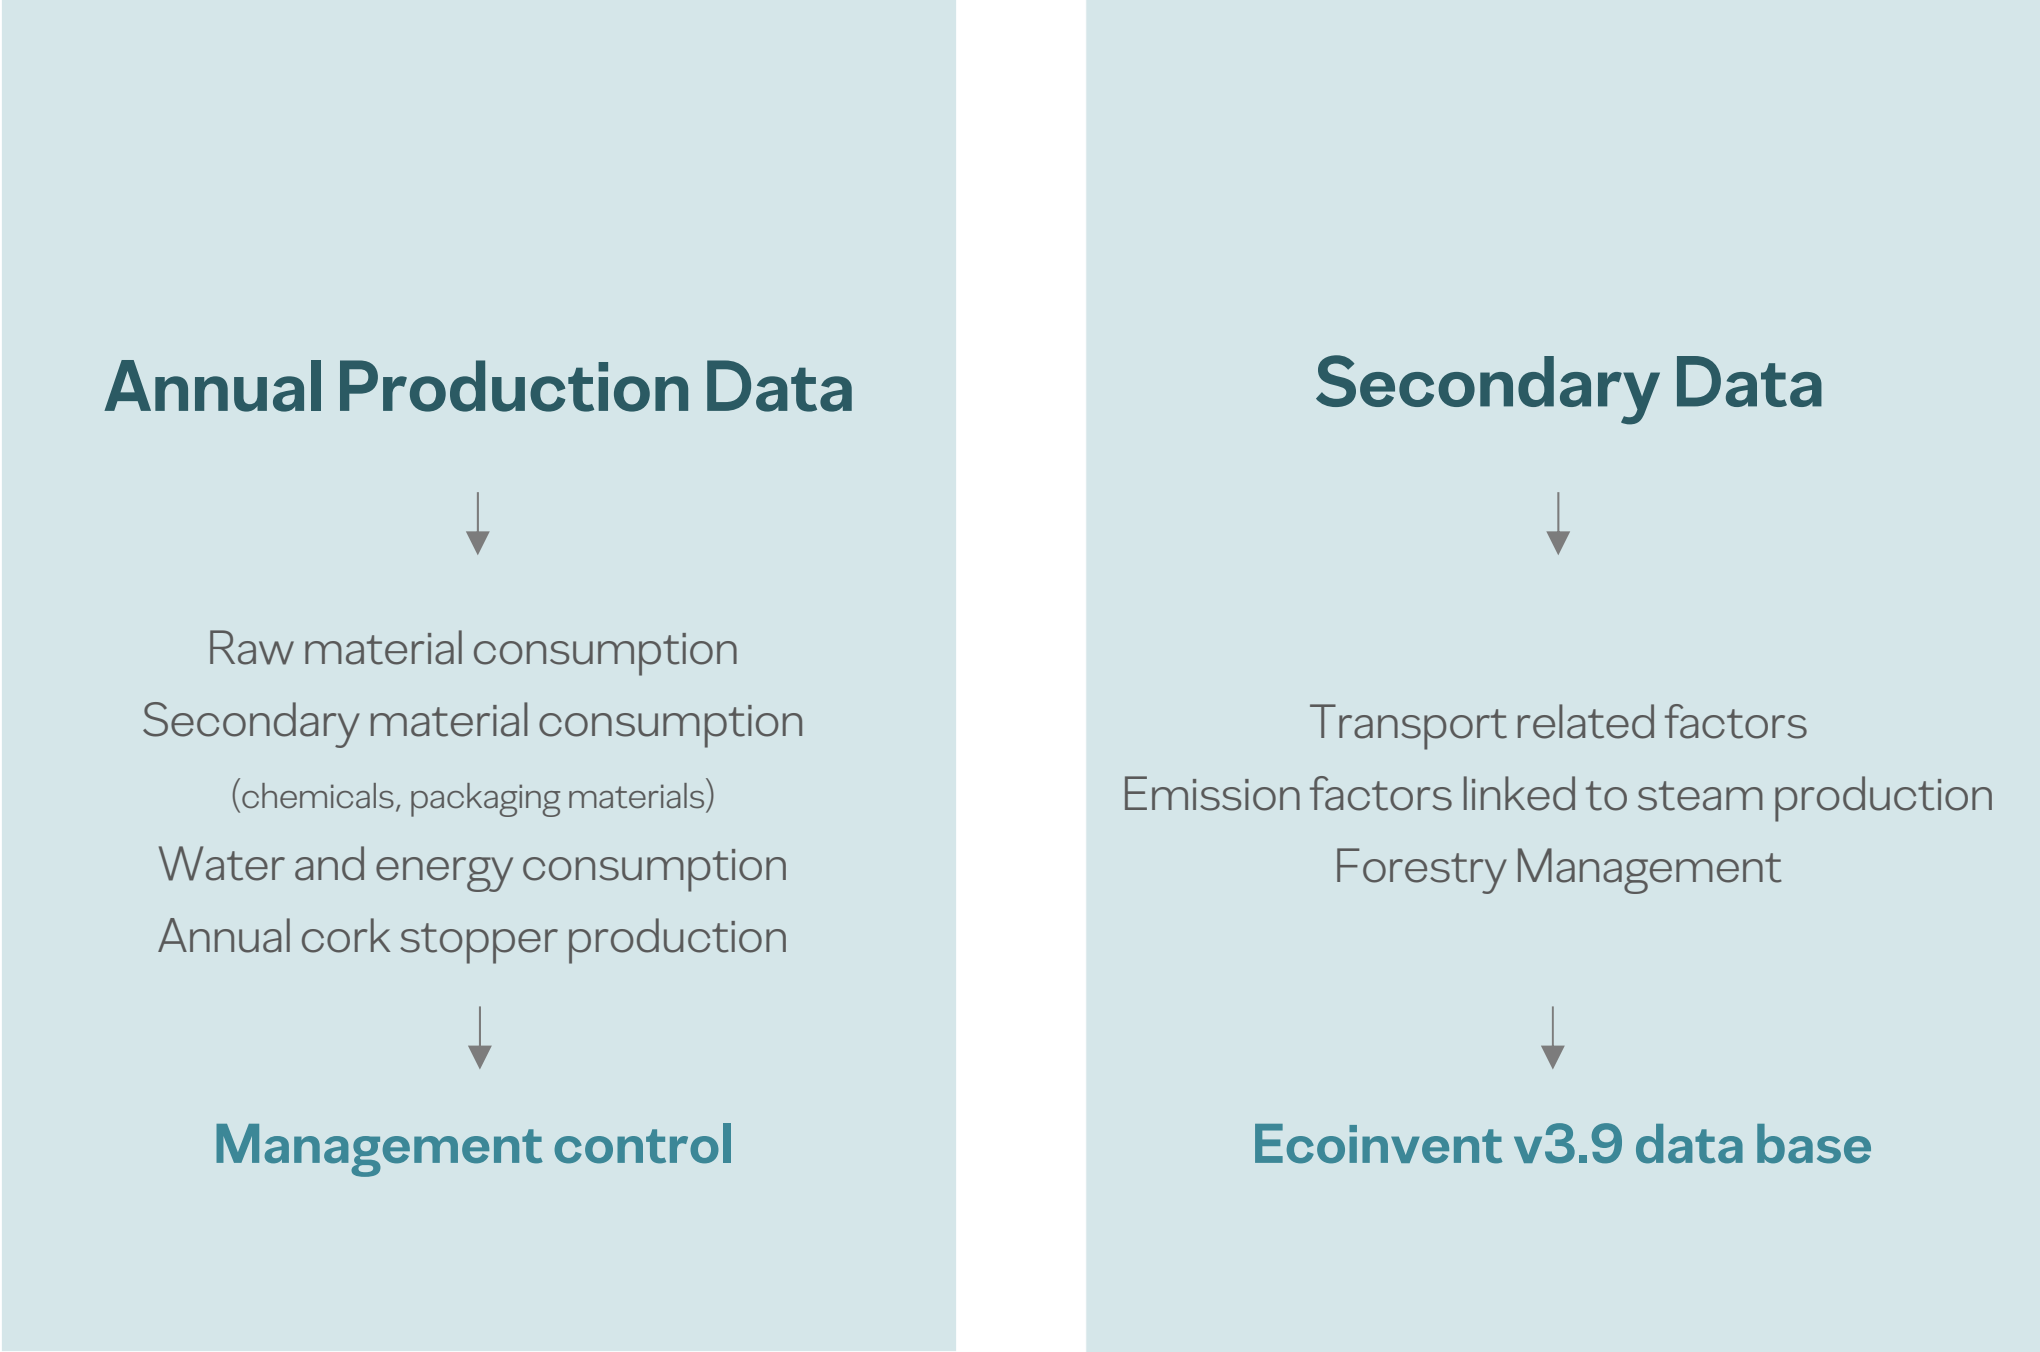 Annual Production Data
Raw material consumption
Secondary material consumption
(chemicals, packaging materials)
Water and energy consumption
Annual cork stopper production
Management control
Secondary Data
Transport related factors
Emission factors linked to steam production
Forestry Management
Ecoinvent v3.9 data base